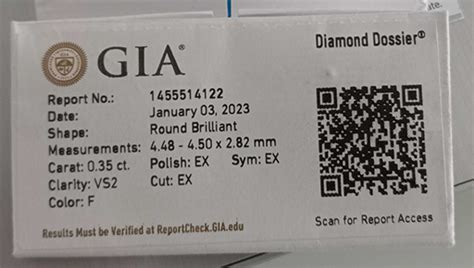 GIA®
Diamond Dossier®
Report No.: 1455514122
Date: January 03, 2023
Shape: Round Brilliant
Measurements: 4.48 - 4.50 x 2.82 mm
Carat: 0.35 ct. Polish: EX Sym: EX
Clarity: VS2 Cut: EX
Color: F
Results Must be Verified at ReportCheck.GIA.edu
Scan for Report Access